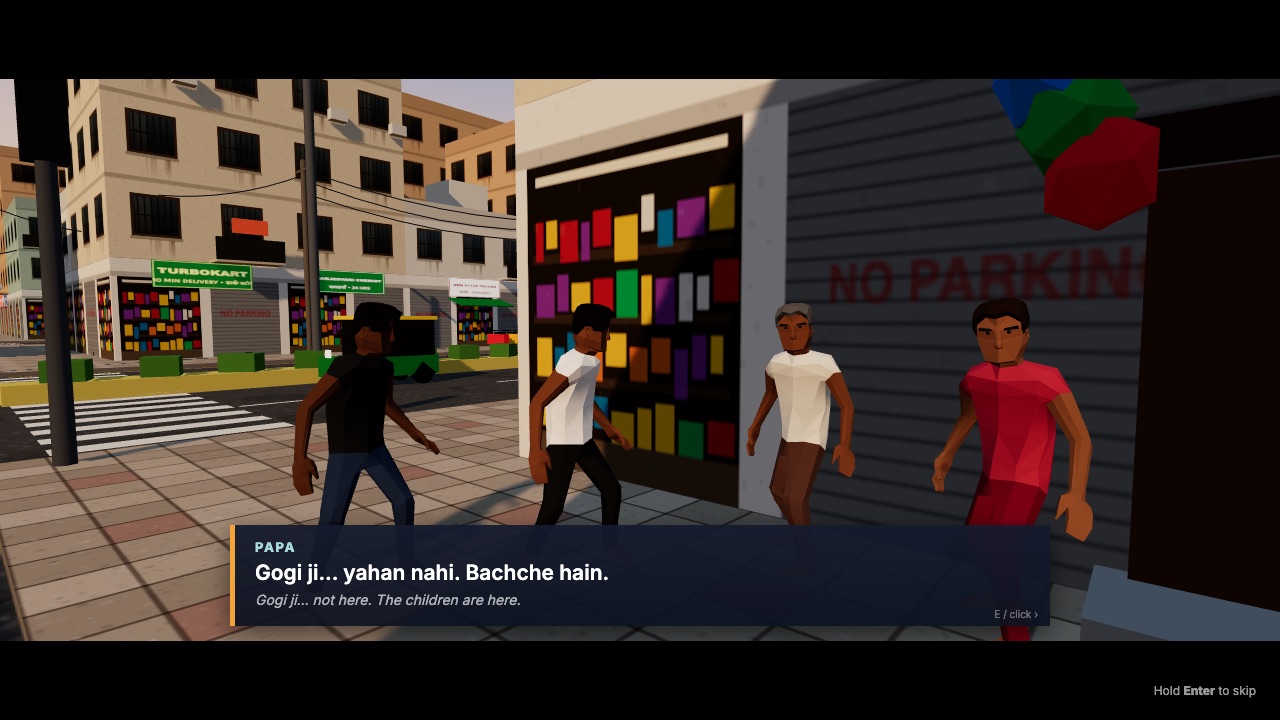 TURBOKART
NO PARKING
NO PARKING
PAPA
Gogi ji... yahan nahi. Bachche hain.
Gogi ji... not here. The children are here.
E / click ›
Hold Enter to skip